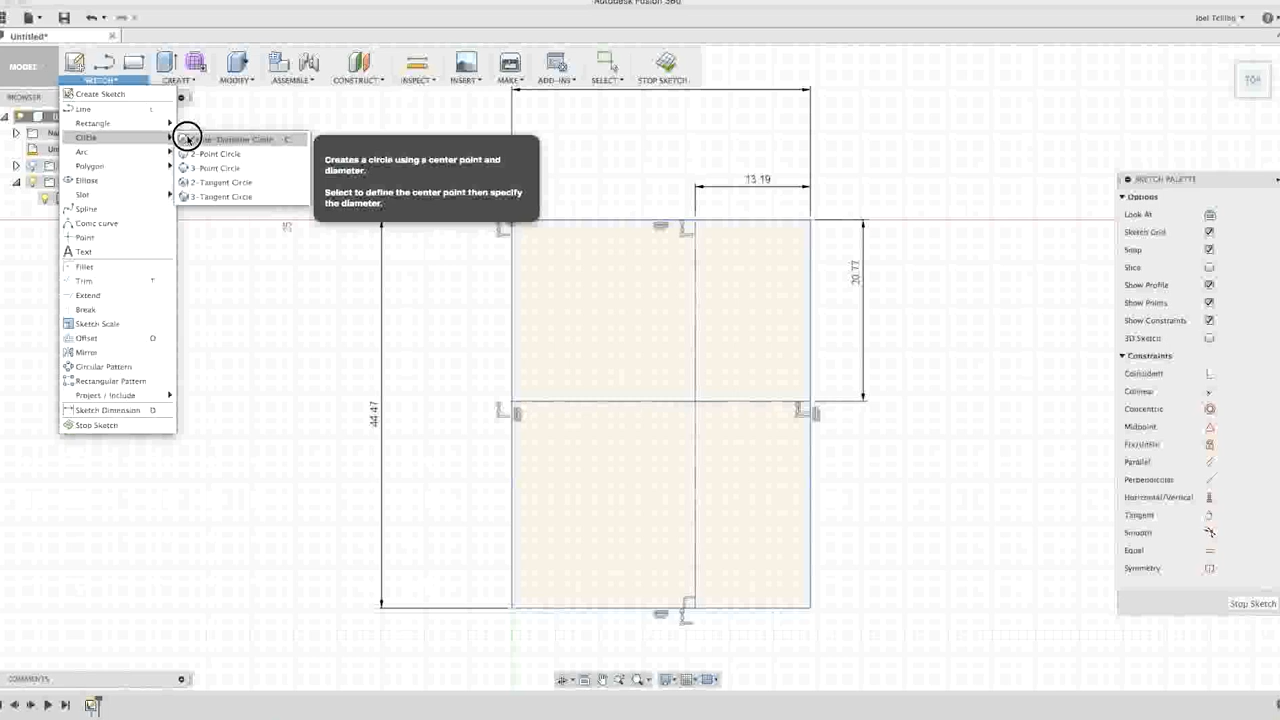 Autodesk Fusion 360
Joel Telling
Untitled*
MODEL
SKETCH
CREATE
MODIFY
ASSEMBLE
CONSTRUCT
INSPECT
INSERT
MAKE
ADD-INS
SELECT
STOP SKETCH
BROWSER
TOP
Create Sketch
Line L
Rectangle
Circle
Arc
Polygon
Ellipse
Slot
Spline
Conic curve
Point
Text
Fillet
Trim T
Extend
Break
Sketch Scale
Offset O
Mirror
Circular Pattern
Rectangular Pattern
Project / Include
Sketch Dimension D
Stop Sketch
Diameter Circle C
2-Point Circle
3-Point Circle
2-Tangent Circle
3-Tangent Circle
Creates a circle using a center point and
diameter.
Select to define the center point then specify
the diameter.
13.19
20.77
44.47
SKETCH PALETTE
Options
Look At
Sketch Grid
Snap
Slice
Show Profile
Show Points
Show Constraints
3D Sketch
Constraints
Coincident
Colinear
Concentric
Midpoint
Fix/UnFix
Parallel
Perpendicular
Horizontal/Vertical
Tangent
Smooth
Equal
Symmetry
Stop Sketch
COMMENTS